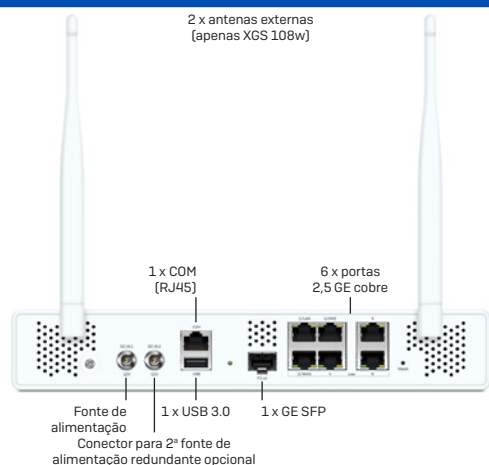 2 x antenas externas
(apenas XGS 108w)
1 x COM
(RJ45)
6 x portas
2,5 GE cobre
Fonte de
alimentação
1 x USB 3.0
1 x GE SFP
Conector para 2ª fonte de
alimentação redundante opcional